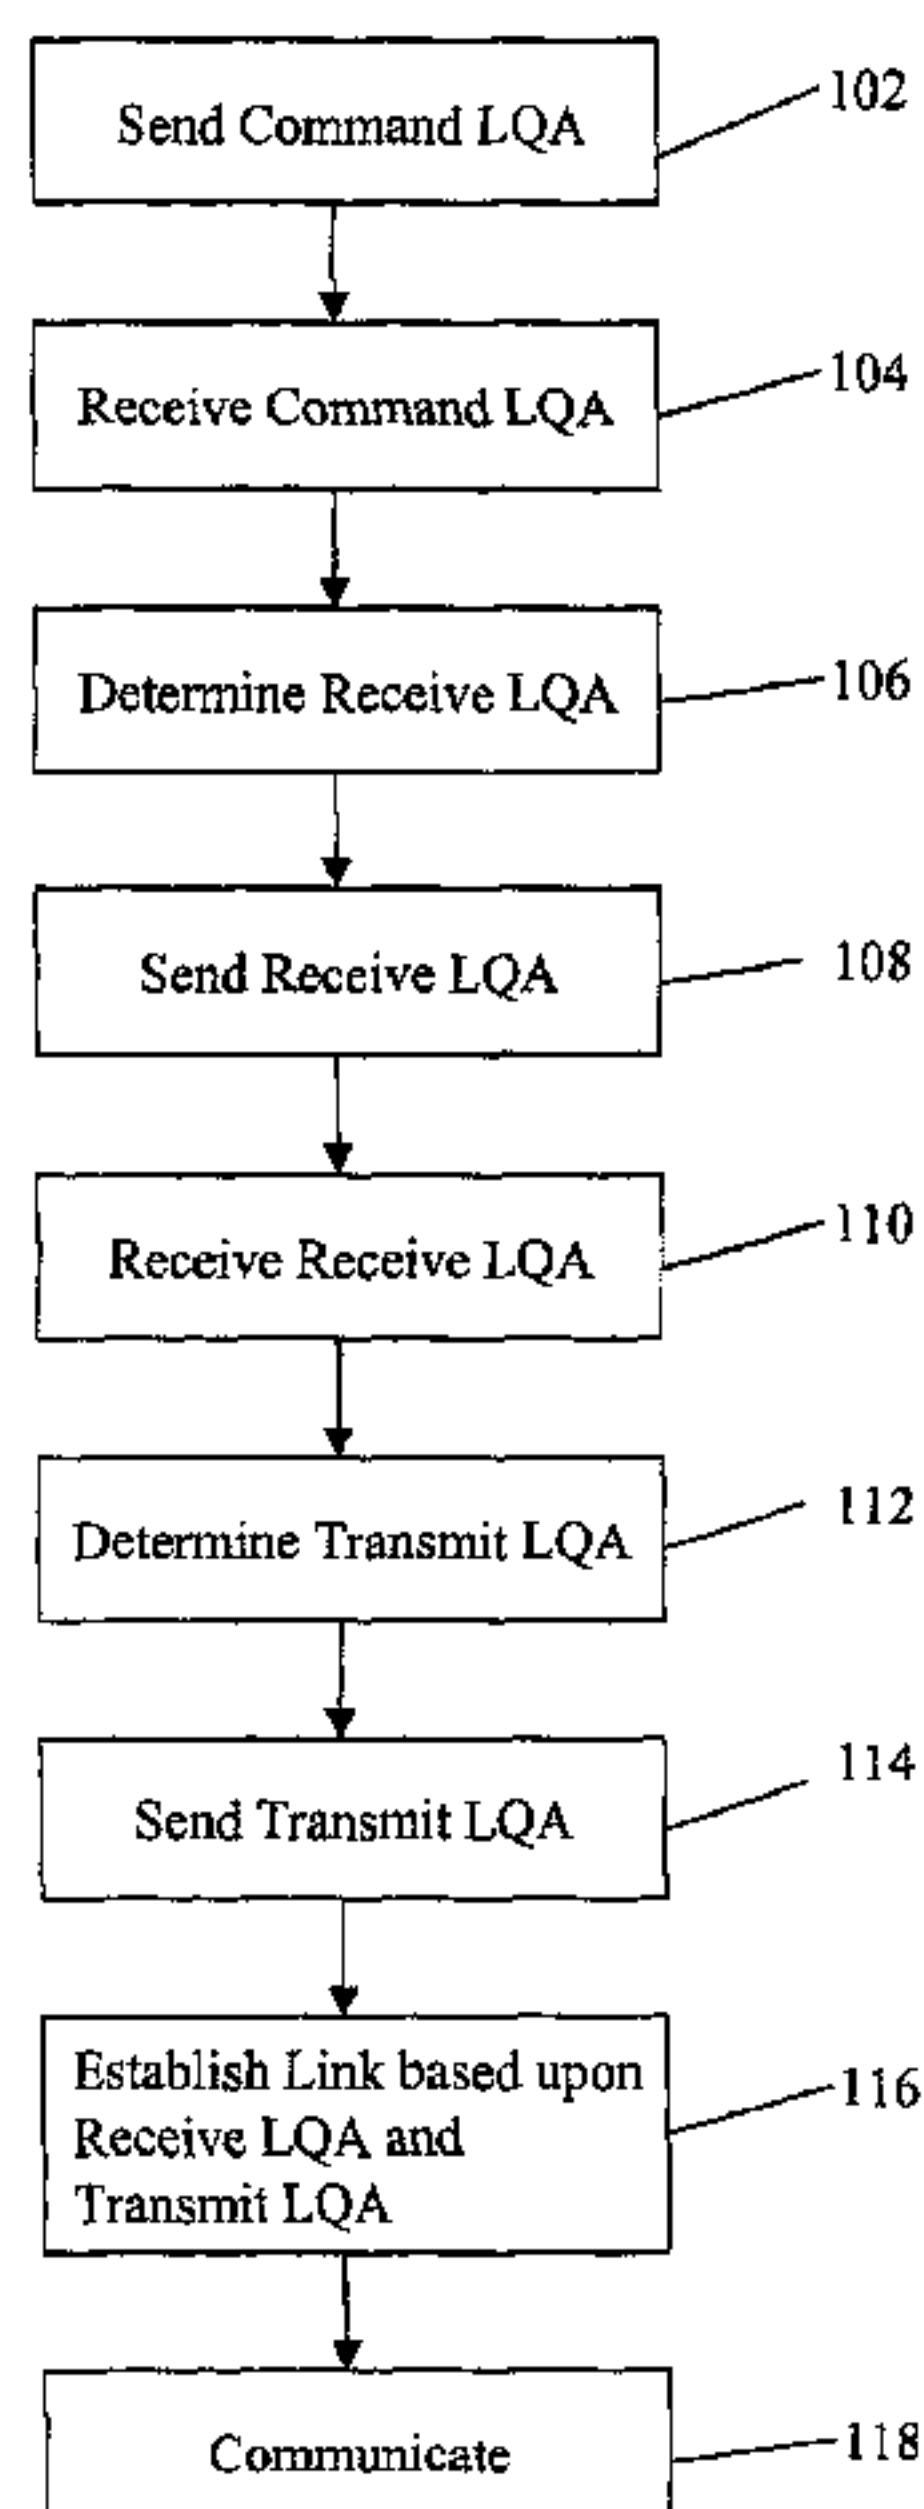 Send Command LQA
102
Receive Command LQA
104
Determine Receive LQA
106
Send Receive LQA
108
Receive Receive LQA
110
Determine Transmit LQA
112
Send Transmit LQA
114
Establish Link based upon
Receive LQA and
Transmit LQA
116
Communicate
118